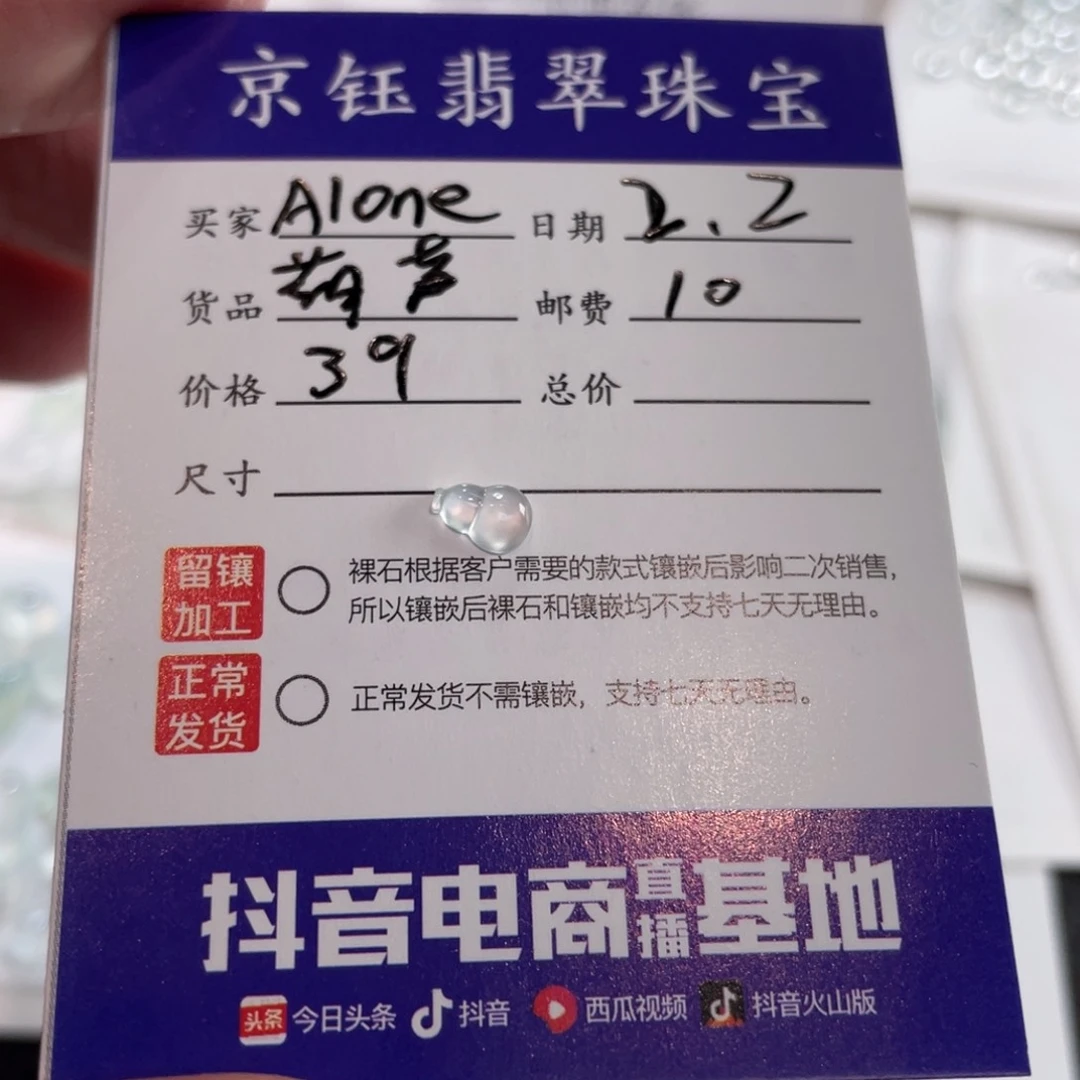 京钰翡翠珠宝
买家 Alone 日期 2.2
货品 葫芦 邮费 10
价格 39 总价
尺寸
留镶加工 裸石根据客户需要的款式镶嵌后影响二次销售，
所以镶嵌后裸石和镶嵌均不支持七天无理由。
正常发货 正常发货不需镶嵌，支持七天无理由。
抖音电商直播基地
头条 今日头条 抖音 西瓜视频 抖音火山版